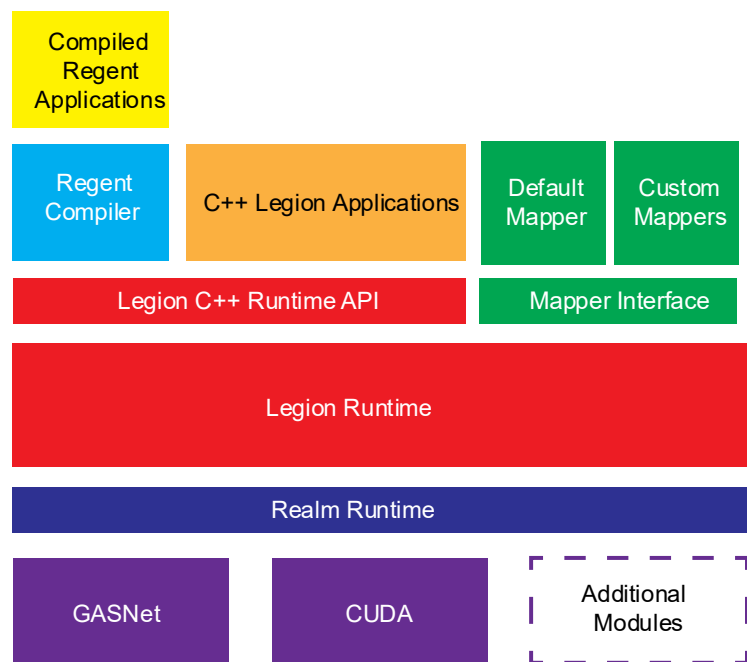 Compiled
Regent
Applications
Regent
Compiler
C++ Legion Applications
Default
Mapper
Custom
Mappers
Legion C++ Runtime API
Mapper Interface
Legion Runtime
Realm Runtime
GASNet
CUDA
Additional
Modules